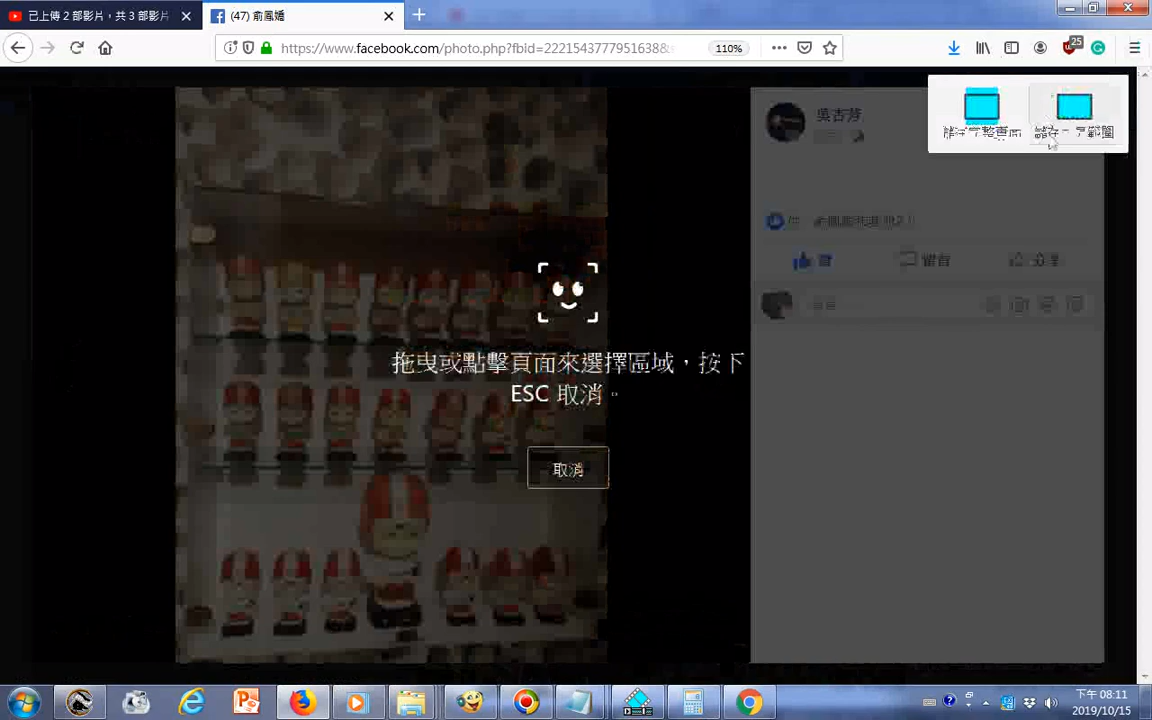 已上傳 2 部影片，共 3 部影片
(47) 俞鳳嬌
https://www.facebook.com/photo.php?fbid=2221543777951638&s
110%
25
儲存完整頁面
儲存可見範圍
讚
留言
分享
拖曳或點擊頁面來選擇區域，按下
ESC 取消。
取消
下午 08:11
2019/10/15